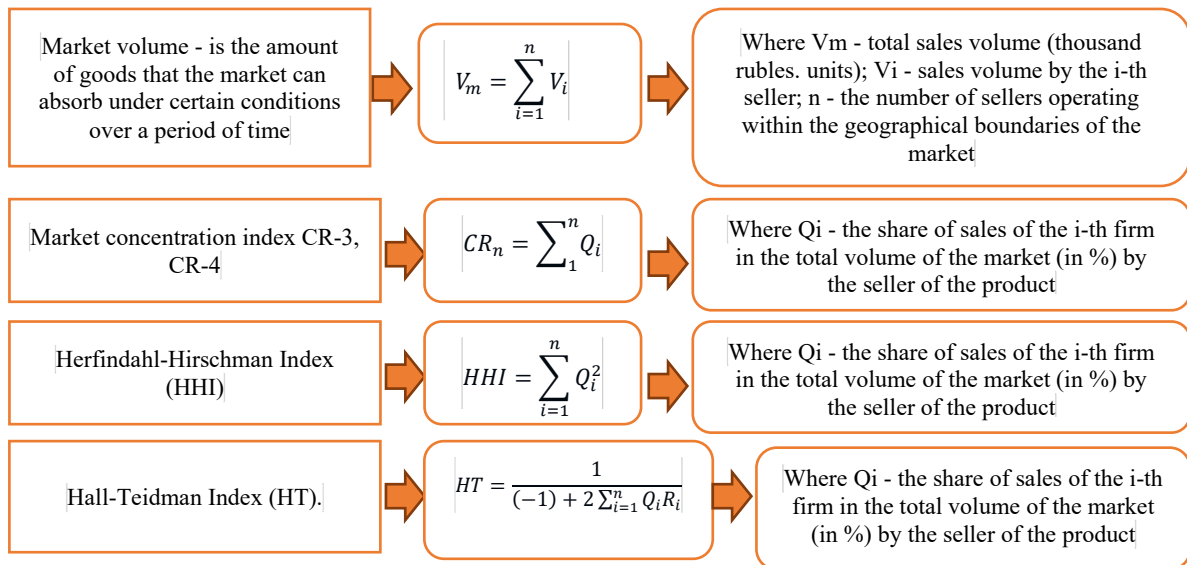 Market volume - is the amount
of goods that the market can
absorb under certain conditions
over a period of time
V_m = \sum_{i=1}^{n} V_i
Where Vm - total sales volume (thousand
rubles. units); Vi - sales volume by the i-th
seller; n - the number of sellers operating
within the geographical boundaries of the
market
Market concentration index CR-3,
CR-4
CR_n = \sum_{1}^{n} Q_i
Where Qi - the share of sales of the i-th firm
in the total volume of the market (in %) by
the seller of the product
Herfindahl-Hirschman Index
(HHI)
HHI = \sum_{i=1}^{n} Q_i^2
Where Qi - the share of sales of the i-th firm
in the total volume of the market (in %) by
the seller of the product
Hall-Teidman Index (HT).
HT = \frac{1}{(-1) + 2 \sum_{i=1}^{n} Q_i R_i}
Where Qi - the share of sales of the i-th
firm in the total volume of the market
(in %) by the seller of the product